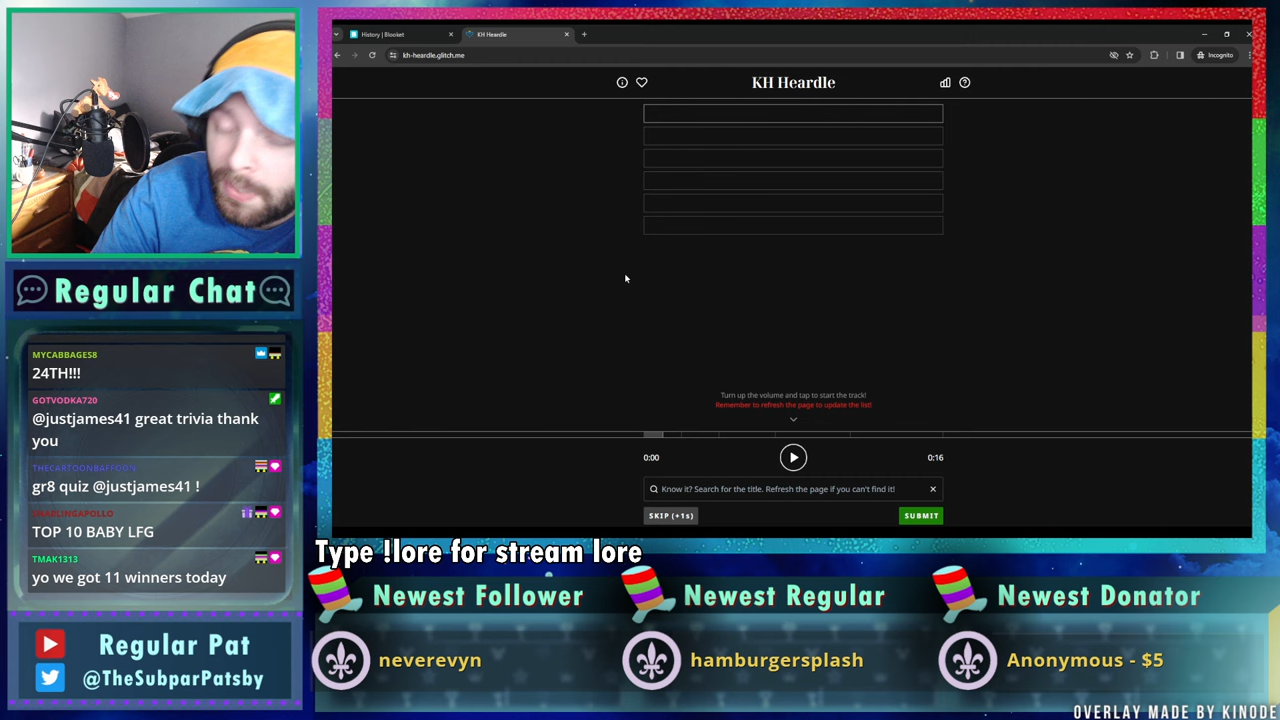 History | Blooket
KH Heardle
kh-heardle.glitch.me
Incognito
KH Heardle
Turn up the volume and tap to start the track!
Remember to refresh the page to update the list!
0:00
0:16
Know it? Search for the title. Refresh the page if you can't find it!
SKIP (+1s)
SUBMIT
Regular Chat
MYCABBAGES8
24TH!!!
GOTVODKA720
@justjames41 great trivia thank
you
THECARTOONBAFFOON
gr8 quiz @justjames41 !
DHARLINGAPOLLO
TOP 10 BABY LFG
TMAK1313
yo we got 11 winners today
Regular Pat
@TheSubparPatsby
Type !lore for stream lore
Newest Follower
neverevyn
Newest Regular
hamburgersplash
Newest Donator
Anonymous - $5
OVERLAY MADE BY KINODE